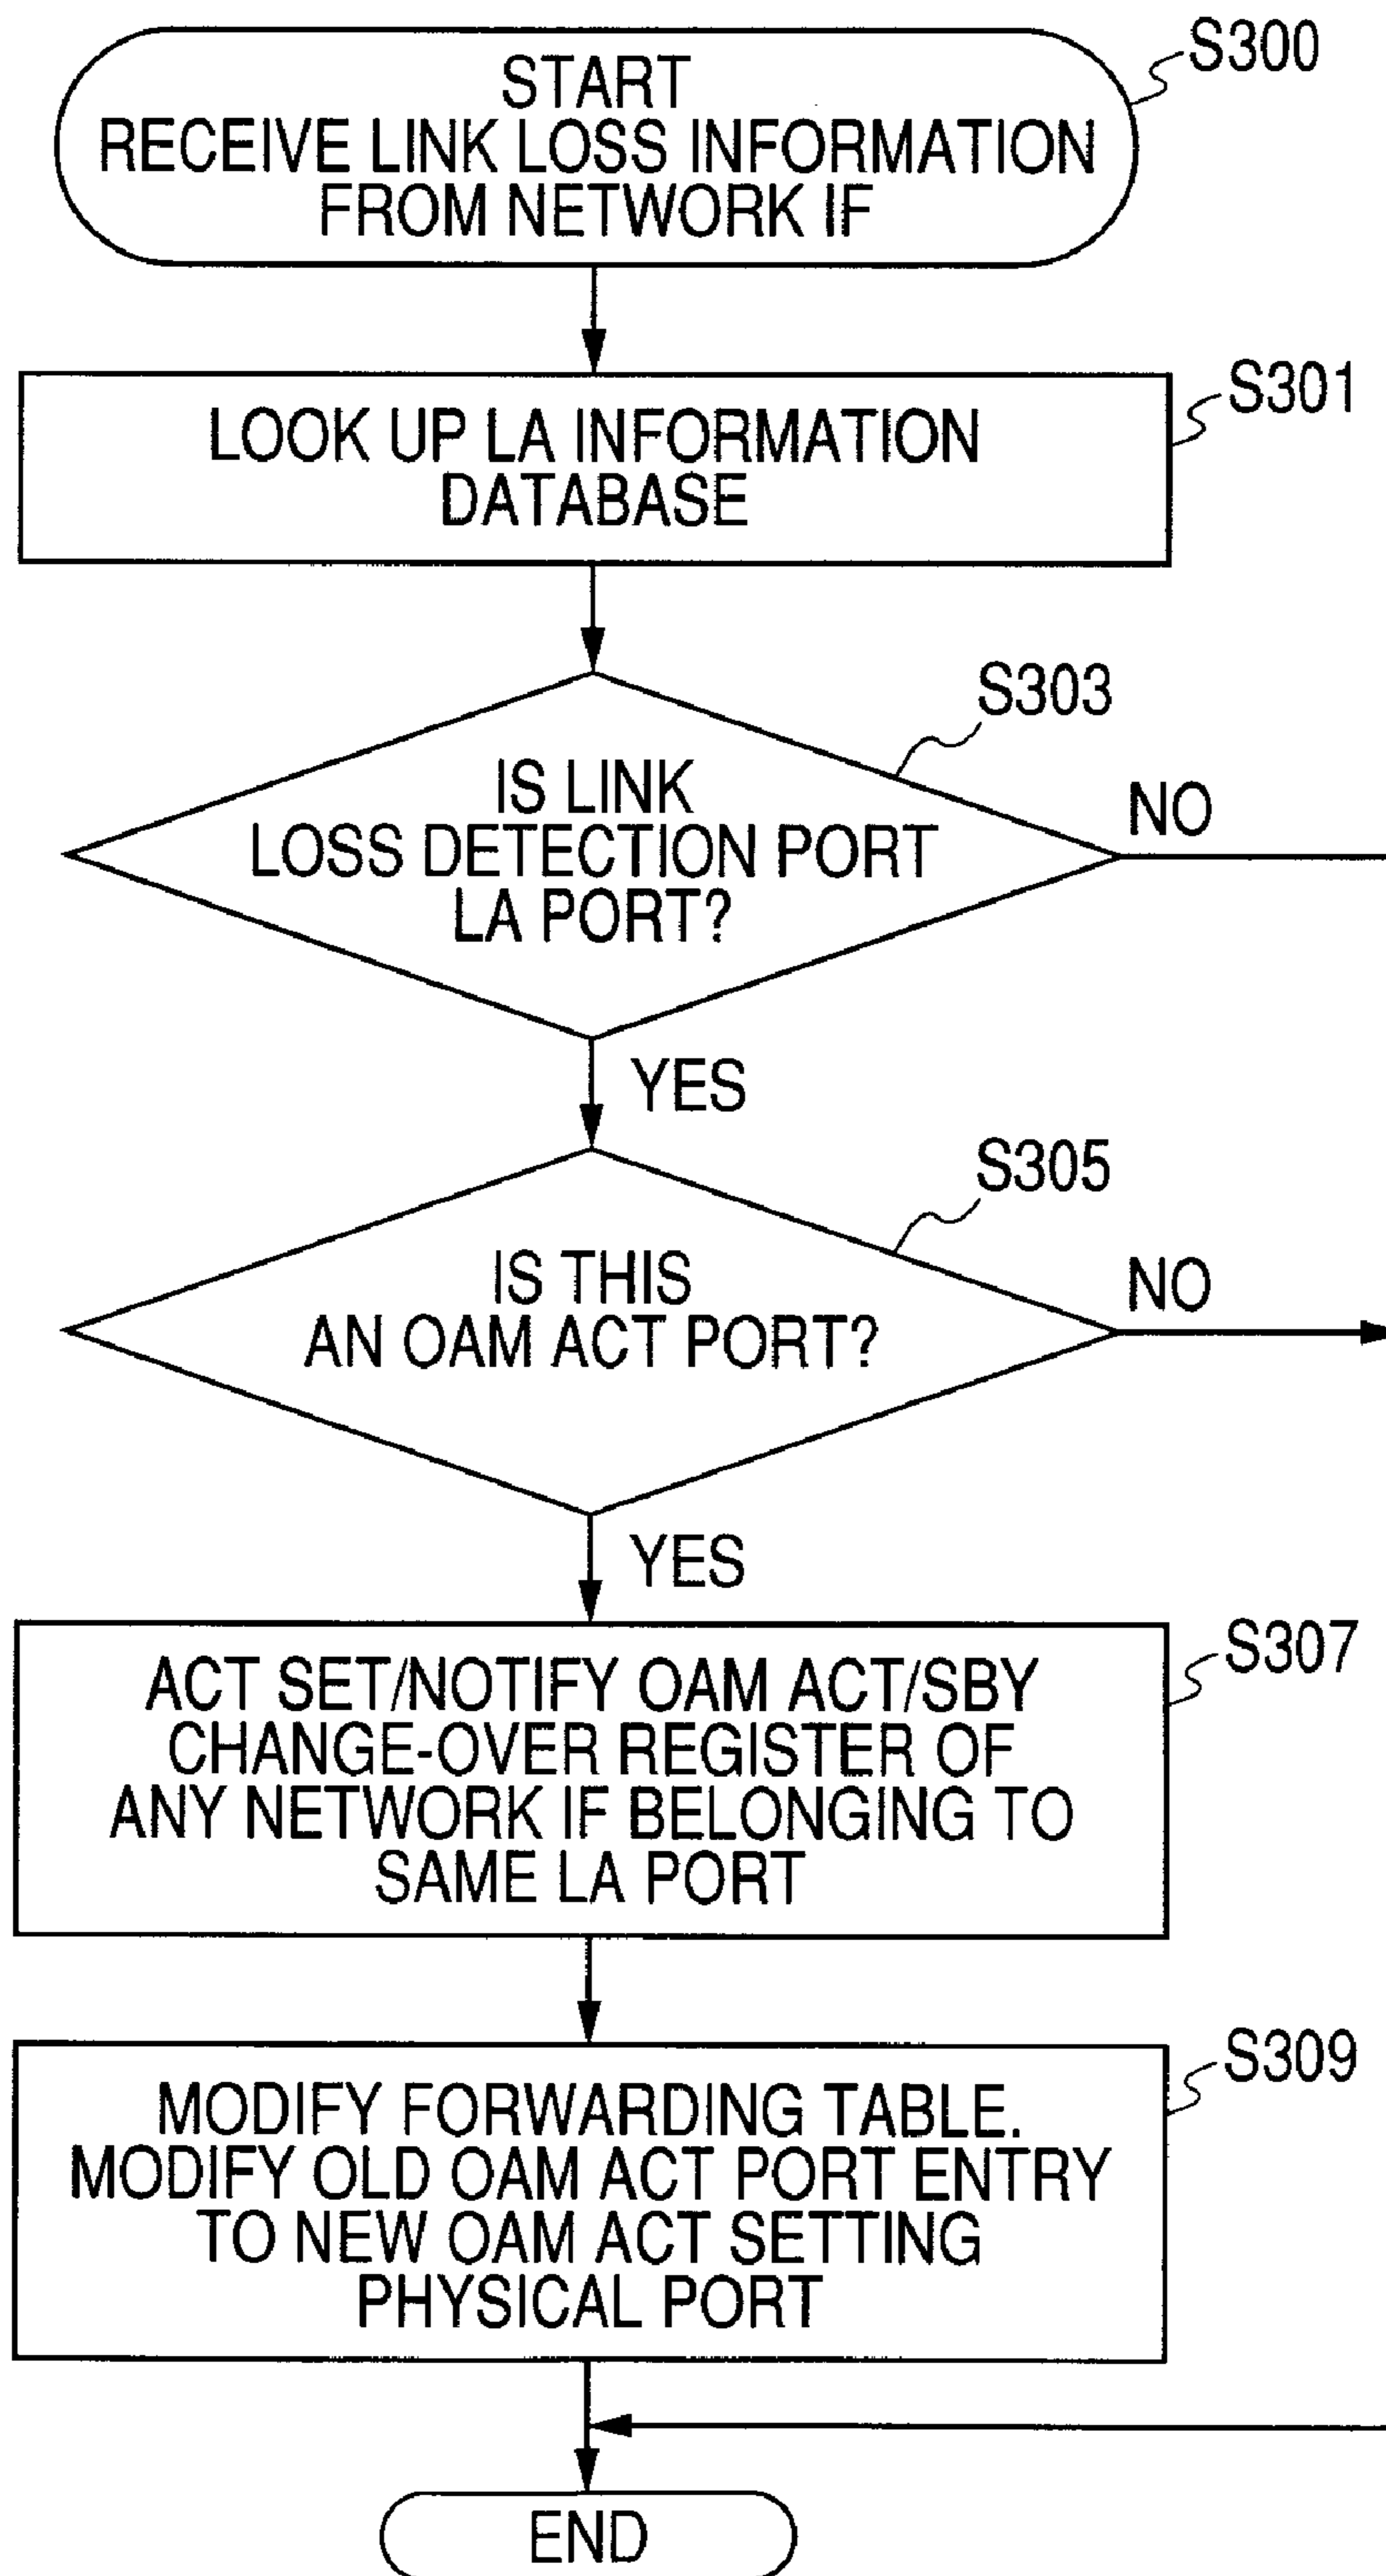 S300
START
RECEIVE LINK LOSS INFORMATION
FROM NETWORK IF
S301
LOOK UP LA INFORMATION
DATABASE
S303
IS LINK
LOSS DETECTION PORT
LA PORT?
NO
YES
S305
IS THIS
AN OAM ACT PORT?
NO
YES
S307
ACT SET/NOTIFY OAM ACT/SBY
CHANGE-OVER REGISTER OF
ANY NETWORK IF BELONGING TO
SAME LA PORT
S309
MODIFY FORWARDING TABLE.
MODIFY OLD OAM ACT PORT ENTRY
TO NEW OAM ACT SETTING
PHYSICAL PORT
END